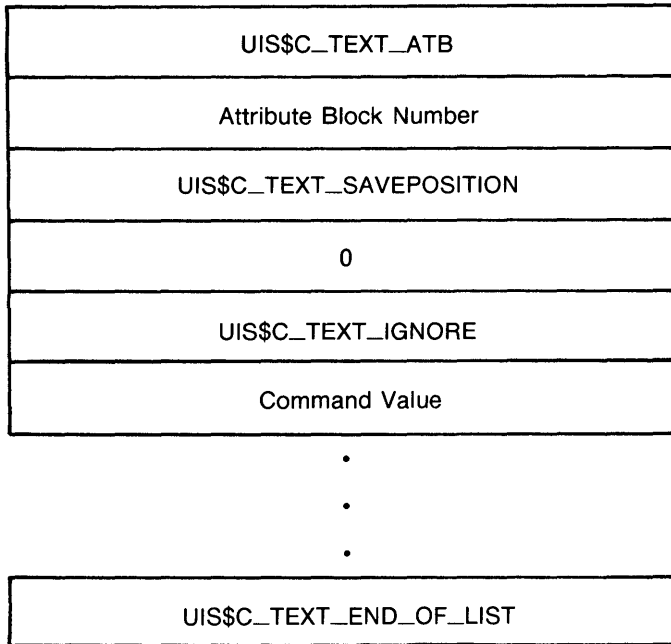 UIS$C_TEXT_ATB
Attribute Block Number
UIS$C_TEXT_SAVEPOSITION
0
UIS$C_TEXT_IGNORE
Command Value
.
.
.
UIS$C_TEXT_END_OF_LIST